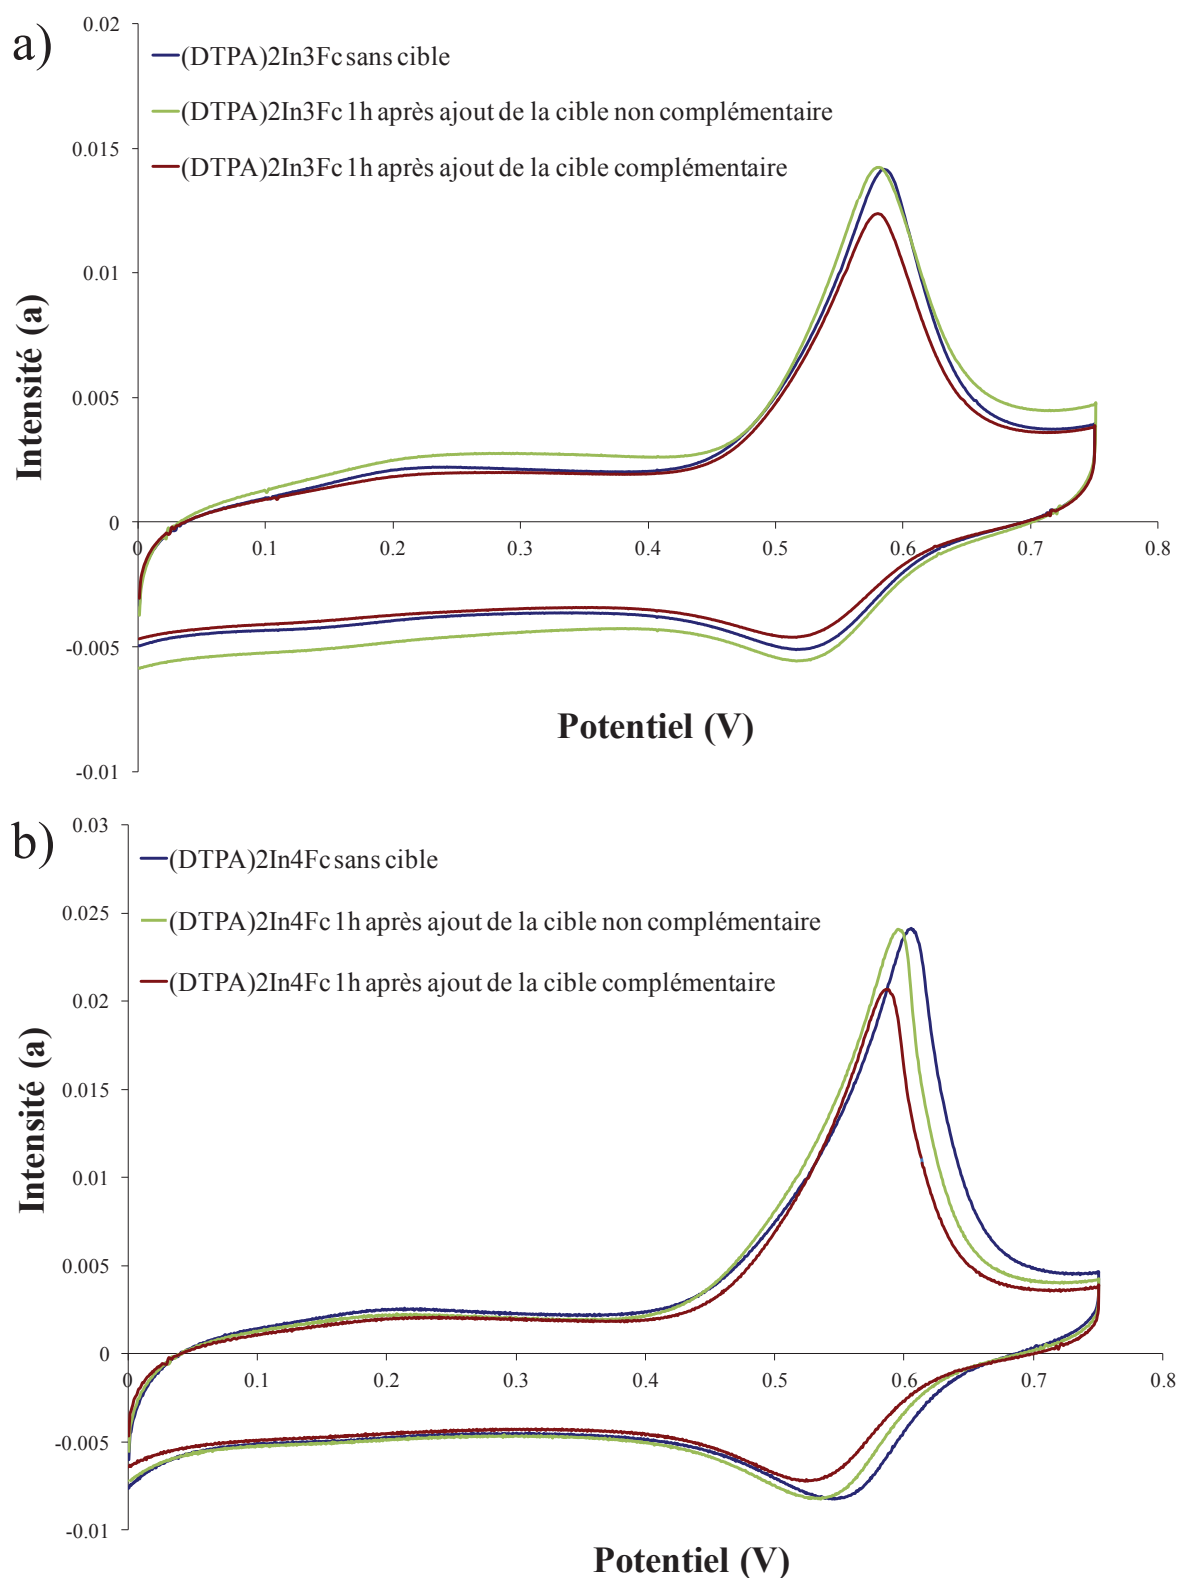 a)
0.02
(DTPA)2In3Fc sans cible
(DTPA)2In3Fc 1h après ajout de la cible non complémentaire
0.015
(DTPA)2In3Fc 1h après ajout de la cible complémentaire
0.01
Intensité (a)
0.005
0
0 0.1 0.2 0.3 0.4 0.5 0.6 0.7 0.8
-0.005
Potentiel (V)
-0.01
b)
0.03
(DTPA)2In4Fc sans cible
0.025
(DTPA)2In4Fc 1h après ajout de la cible non complémentaire
(DTPA)2In4Fc 1h après ajout de la cible complémentaire
0.02
0.015
Intensité (a)
0.01
0.005
0
0 0.1 0.2 0.3 0.4 0.5 0.6 0.7 0.8
-0.005
-0.01
Potentiel (V)